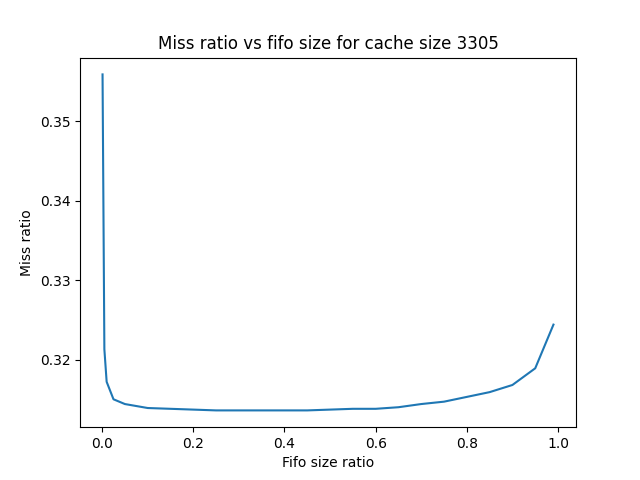 Miss ratio vs fifo size for cache size 3305
Miss ratio
0.35
0.34
0.33
0.32
0.0 0.2 0.4 0.6 0.8 1.0
Fifo size ratio